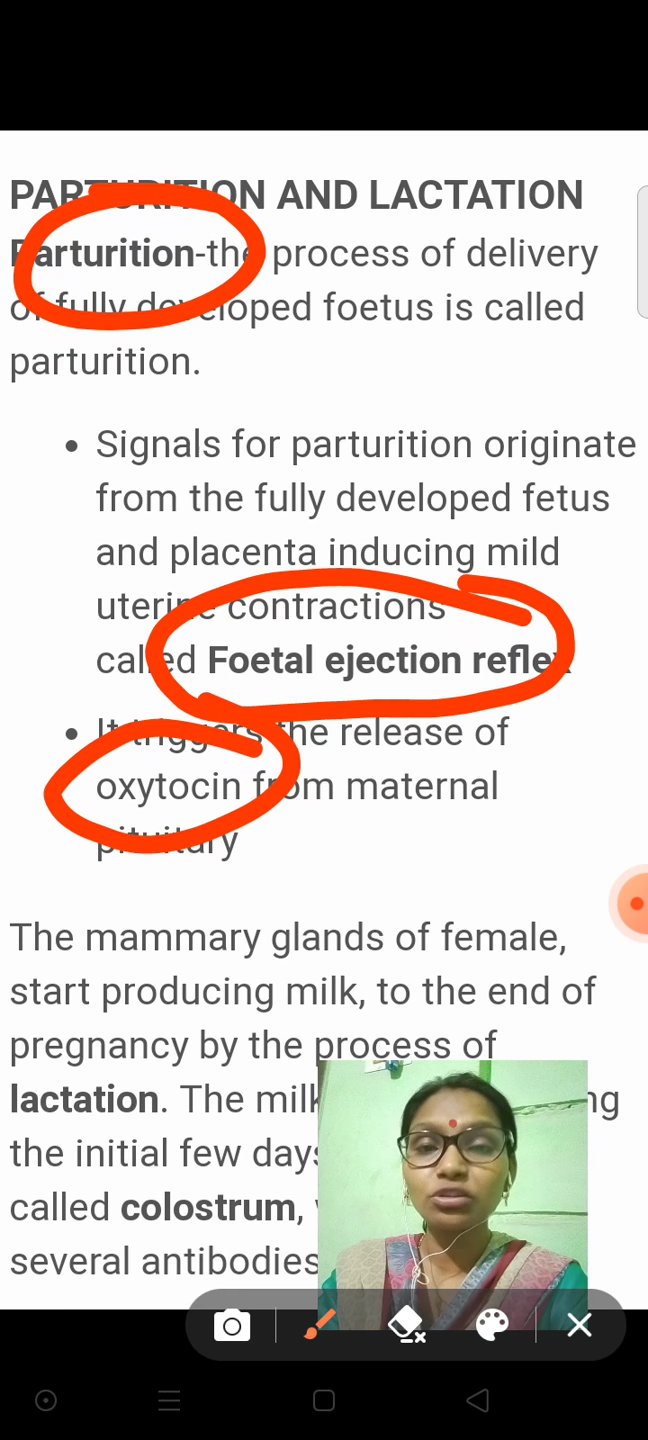 PARTURITION AND LACTATION
Parturition-the process of delivery
of fully developed foetus is called
parturition.
• Signals for parturition originate
from the fully developed fetus
and placenta inducing mild
uterine contractions
called Foetal ejection reflex
• It triggers the release of
oxytocin from maternal
pituitary
The mammary glands of female,
start producing milk, to the end of
pregnancy by the process of
lactation. The milk
the initial few days
called colostrum,
several antibodies